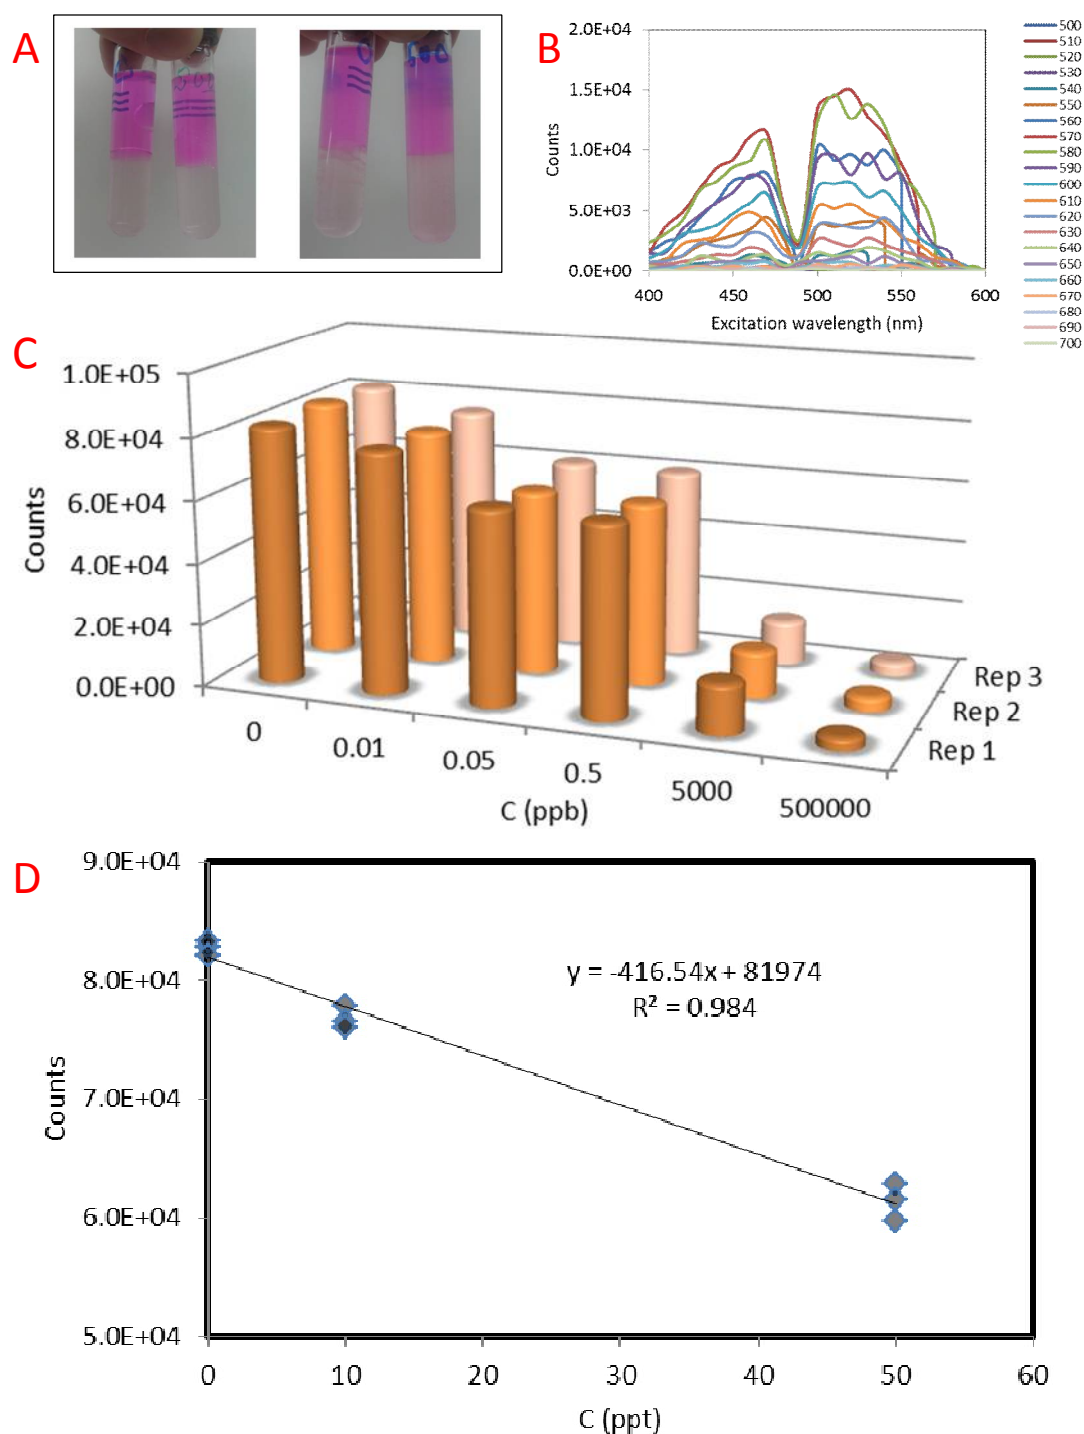 A
B
2.0E+04
1.5E+04
1.0E+04
5.0E+03
0.0E+00
Counts
400
450
500
550
600
Excitation wavelength (nm)
500
510
520
530
540
550
560
570
580
590
600
610
620
630
640
650
660
670
680
690
700
C
1.0E+05
8.0E+04
6.0E+04
4.0E+04
2.0E+04
0.0E+00
Counts
0
0.01
0.05
0.5
5000
500000
C (ppb)
Rep 3
Rep 2
Rep 1
D
9.0E+04
8.0E+04
7.0E+04
6.0E+04
5.0E+04
Counts
y = -416.54x + 81974
R² = 0.984
0
10
20
30
40
50
60
C (ppt)